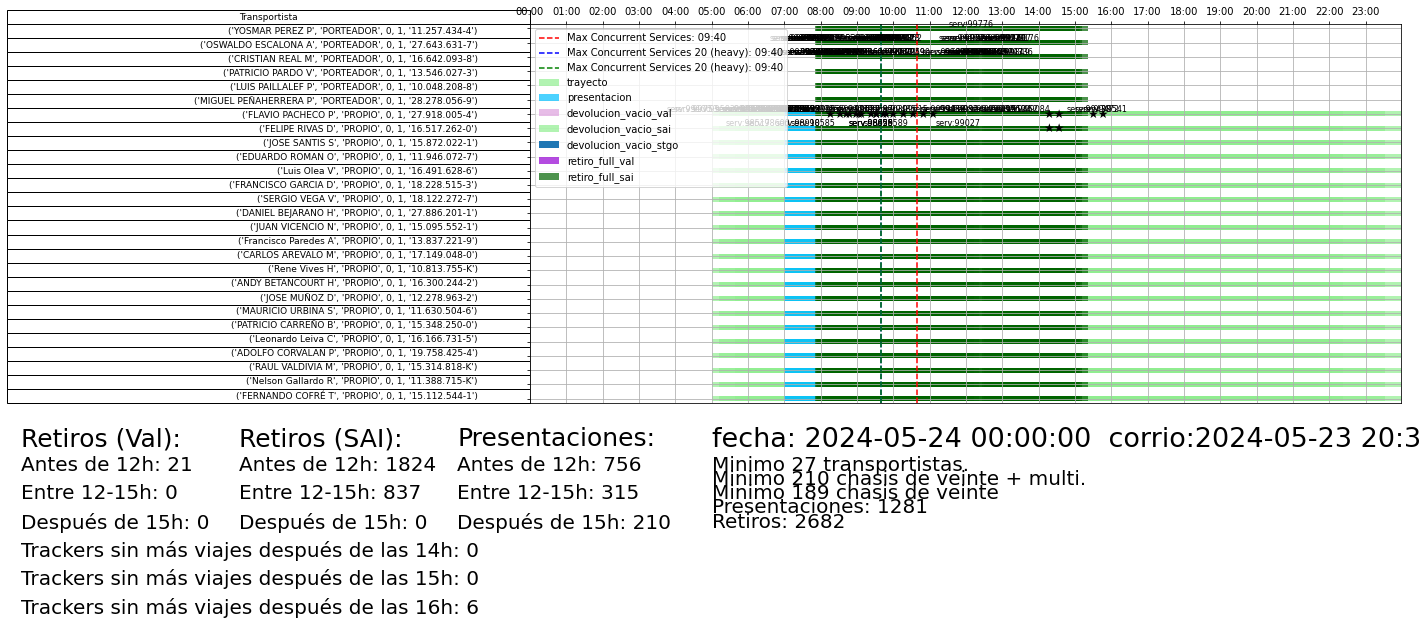 00:00 01:00 02:00 03:00 04:00 05:00 06:00 07:00 08:00 09:00 10:00 11:00 12:00 13:00 14:00 15:00 16:00 17:00 18:00 19:00 20:00 21:00 22:00 23:00
Transportista
('YOSMAR PEREZ P', 'PORTEADOR', 0, 1, '11.257.434-4')
('OSWALDO ESCALONA A', 'PORTEADOR', 0, 1, '27.643.631-7')
('CRISTIAN REAL M', 'PORTEADOR', 0, 1, '16.642.093-8')
('PATRICIO PARDO V', 'PORTEADOR', 0, 1, '13.546.027-3')
('LUIS PAILLALEF P', 'PORTEADOR', 0, 1, '10.048.208-8')
('MIGUEL PEÑAHERRERA P', 'PORTEADOR', 0, 1, '28.278.056-9')
('FLAVIO PACHECO P', 'PROPIO', 0, 1, '27.918.005-4')
('FELIPE RIVAS D', 'PROPIO', 0, 1, '16.517.262-0')
('JOSE SANTIS S', 'PROPIO', 0, 1, '15.872.022-1')
('EDUARDO ROMAN O', 'PROPIO', 0, 1, '11.946.072-7')
('Luis Olea V', 'PROPIO', 0, 1, '16.491.628-6')
('FRANCISCO GARCIA D', 'PROPIO', 0, 1, '18.228.515-3')
('SERGIO VEGA V', 'PROPIO', 0, 1, '18.122.272-7')
('DANIEL BEJARANO H', 'PROPIO', 0, 1, '27.886.201-1')
('JUAN VICENCIO N', 'PROPIO', 0, 1, '15.095.552-1')
('Francisco Paredes A', 'PROPIO', 0, 1, '13.837.221-9')
('CARLOS AREVALO M', 'PROPIO', 0, 1, '17.149.048-0')
('Rene Vives H', 'PROPIO', 0, 1, '10.813.755-K')
('ANDY BETANCOURT H', 'PROPIO', 0, 1, '16.300.244-2')
('JOSE MUÑOZ D', 'PROPIO', 0, 1, '12.278.963-2')
('MAURICIO URBINA S', 'PROPIO', 0, 1, '11.630.504-6')
('PATRICIO CARREÑO B', 'PROPIO', 0, 1, '15.348.250-0')
('Leonardo Leiva C', 'PROPIO', 0, 1, '16.166.731-5')
('ADOLFO CORVALAN P', 'PROPIO', 0, 1, '19.758.425-4')
('RAUL VALDIVIA M', 'PROPIO', 0, 1, '15.314.818-K')
('Nelson Gallardo R', 'PROPIO', 0, 1, '11.388.715-K')
('FERNANDO COFRÉ T', 'PROPIO', 0, 1, '15.112.544-1')
Max Concurrent Services: 09:40
Max Concurrent Services 20 (heavy): 09:40
Max Concurrent Services 20 (heavy): 09:40
trayecto
presentacion
devolucion_vacio_val
devolucion_vacio_sai
devolucion_vacio_stgo
retiro_full_val
retiro_full_sai
serv:99776
serv:99027
Retiros (Val):
Antes de 12h: 21
Entre 12-15h: 0
Después de 15h: 0
Retiros (SAI):
Antes de 12h: 1824
Entre 12-15h: 837
Después de 15h: 0
Presentaciones:
Antes de 12h: 756
Entre 12-15h: 315
Después de 15h: 210
Trackers sin más viajes después de las 14h: 0
Trackers sin más viajes después de las 15h: 0
Trackers sin más viajes después de las 16h: 6
fecha: 2024-05-24 00:00:00 corrio:2024-05-23 20:3
Minimo 27 transportistas.
Minimo 210 chasis de veinte + multi.
Minimo 189 chasis de veinte
Presentaciones: 1281
Retiros: 2682